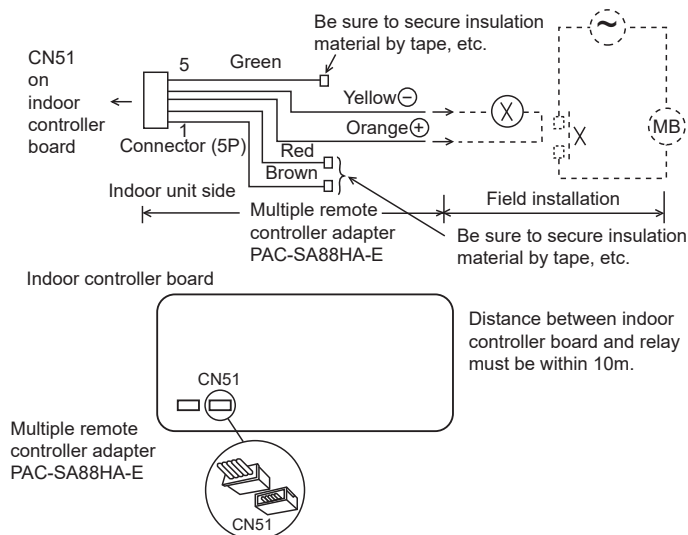 Be sure to secure insulation
material by tape, etc.
CN51
on
indoor
controller
board
5
Green
Yellow⊖
Orange⊕
X
X
MB
1
Connector (5P)
Red
Brown
Indoor unit side
Multiple remote
controller adapter
PAC-SA88HA-E
Field installation
Be sure to secure insulation
material by tape, etc.
Indoor controller board
Distance between indoor
controller board and relay
must be within 10m.
CN51
Multiple remote
controller adapter
PAC-SA88HA-E
CN51